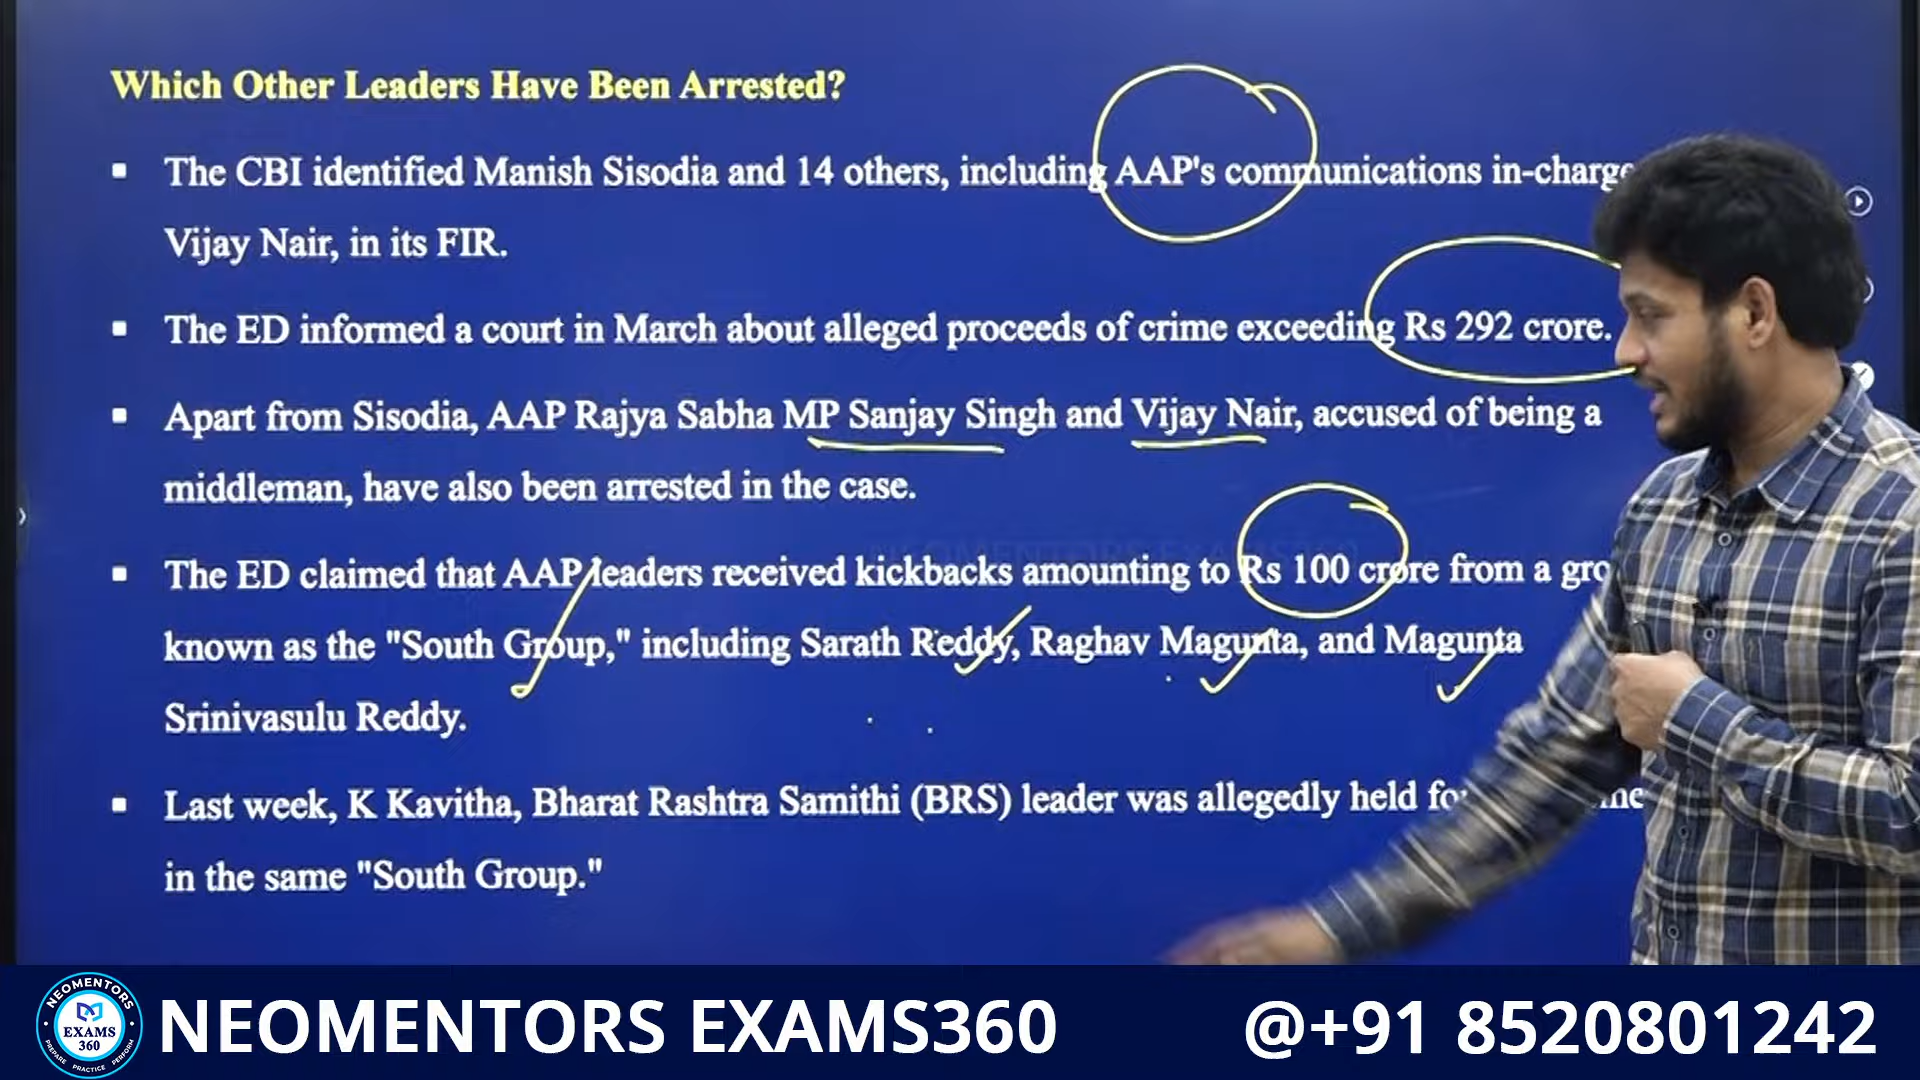 Which Other Leaders Have Been Arrested?
▪ The CBI identified Manish Sisodia and 14 others, including AAP's communications in-charge
Vijay Nair, in its FIR.
▪ The ED informed a court in March about alleged proceeds of crime exceeding Rs 292 crore.
▪ Apart from Sisodia, AAP Rajya Sabha MP Sanjay Singh and Vijay Nair, accused of being a
middleman, have also been arrested in the case.
▪ The ED claimed that AAP leaders received kickbacks amounting to Rs 100 crore from a gro
known as the "South Group," including Sarath Reddy, Raghav Magunta, and Magunta
Srinivasulu Reddy.
▪ Last week, K Kavitha, Bharat Rashtra Samithi (BRS) leader was allegedly held
in the same "South Group."
NEOMENTORS EXAMS360
NEOMENTORS
EXAMS
360
PREPARE PRACTICE PERFORM
NEOMENTORS EXAMS360 @+91 8520801242